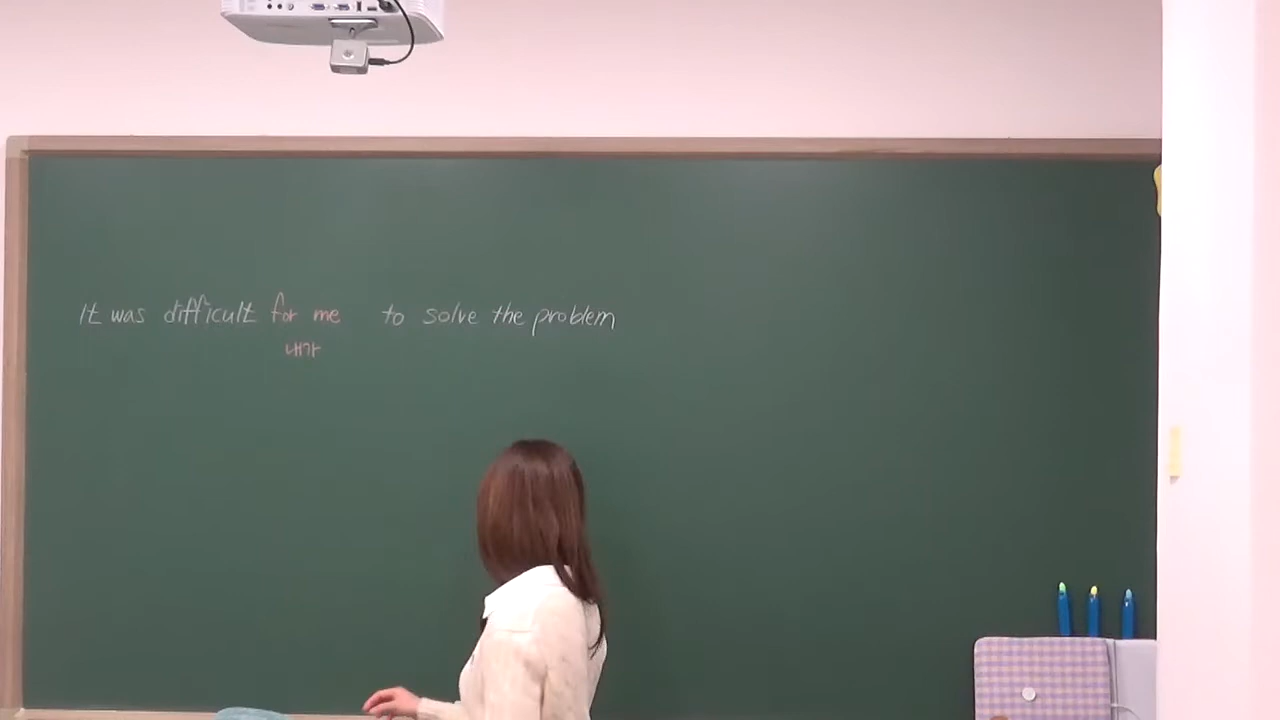 It was difficult for me to solve the problem
내가